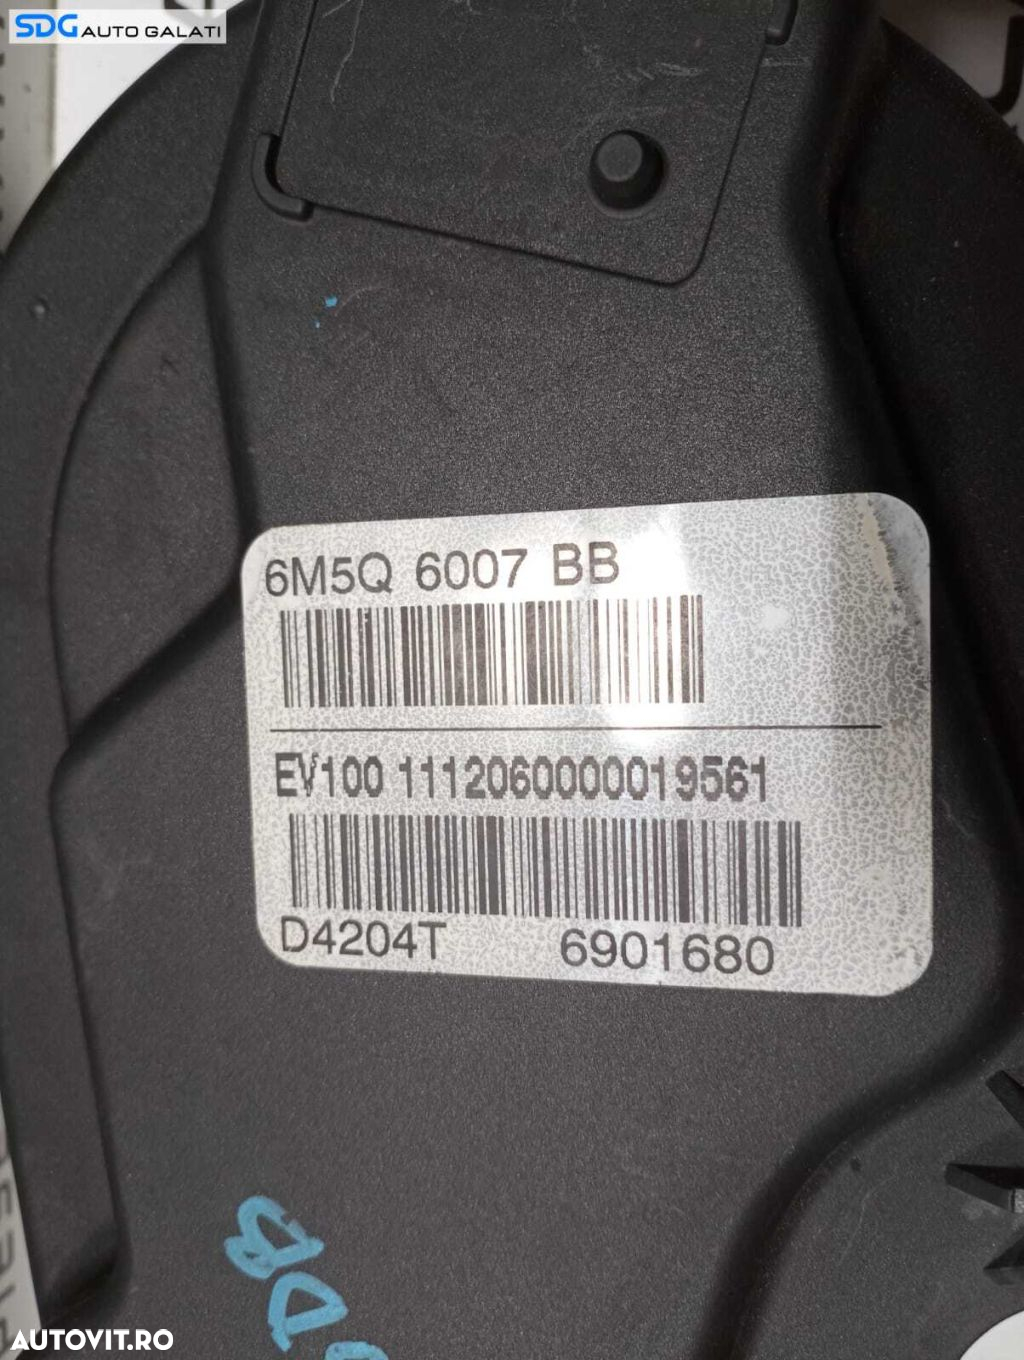 SDG AUTO GALATI
6M5Q 6007 BB
EV100 1112060000019561
D4204T 6901680
AUTOVIT.RO